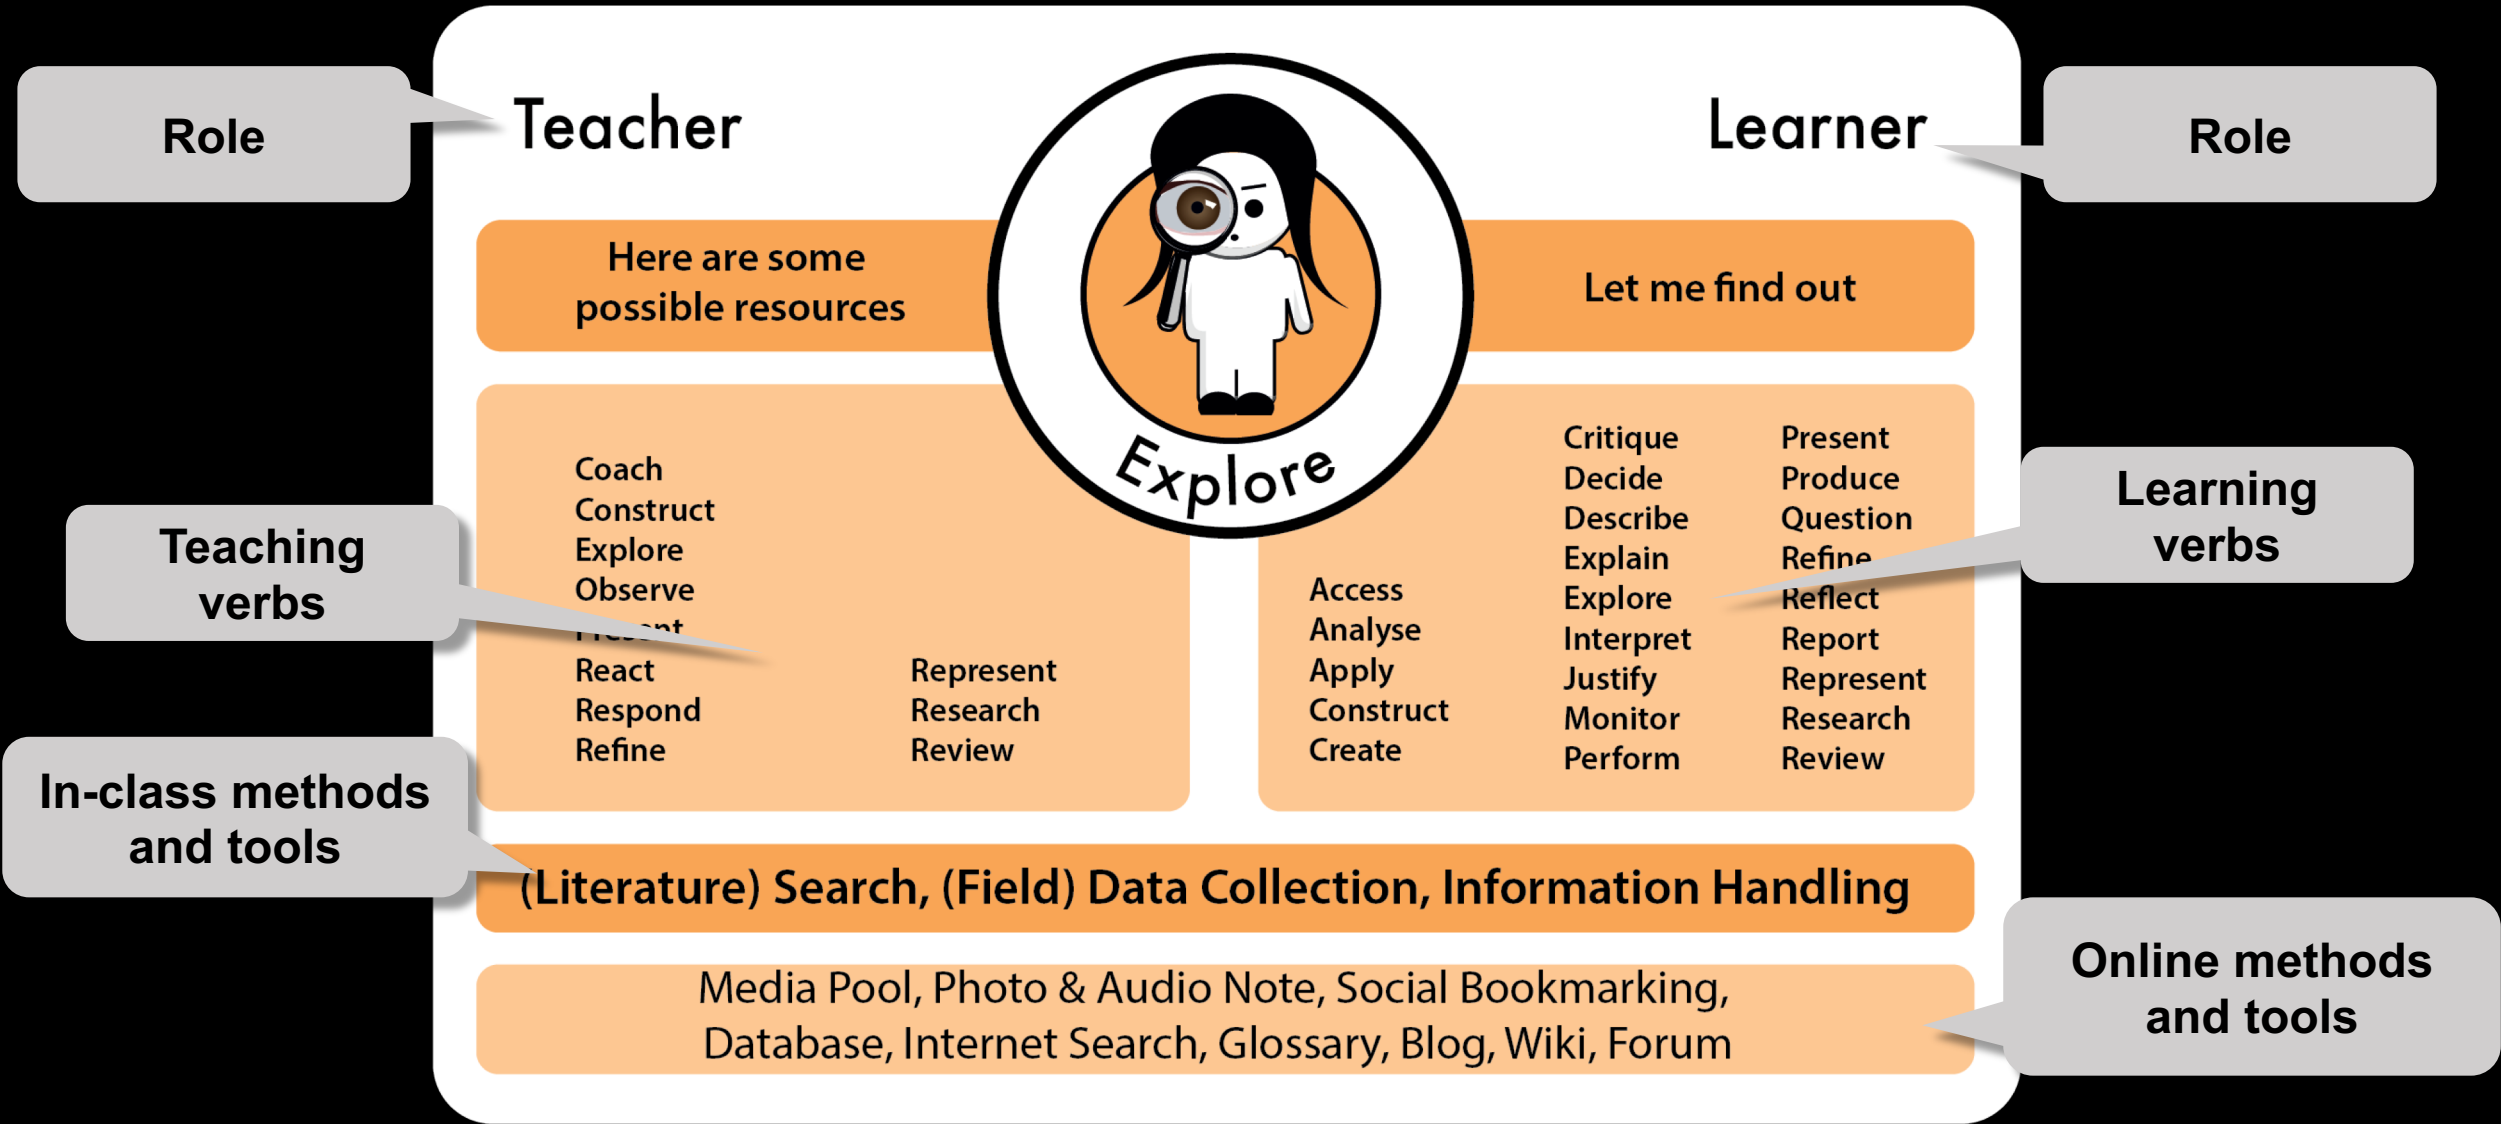 Role
Teacher
Learner
Role
Here are some
possible resources
Let me find out
Explore
Teaching
verbs
Coach
Construct
Explore
Observe
Present
React
Respond
Refine
Represent
Research
Review
Access
Analyse
Apply
Construct
Create
Critique
Decide
Describe
Explain
Explore
Interpret
Justify
Monitor
Perform
Present
Produce
Question
Refine
Reflect
Report
Represent
Research
Review
Learning
verbs
In-class methods
and tools
(Literature) Search, (Field) Data Collection, Information Handling
Media Pool, Photo & Audio Note, Social Bookmarking,
Database, Internet Search, Glossary, Blog, Wiki, Forum
Online methods
and tools